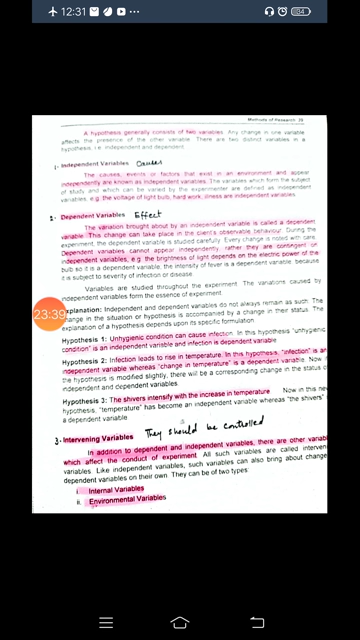 12:31
54
Methods of Research 25
A hypothesis generally consists of two variables. Any change in one variable
affects the presence of the other variable. There are two distinct variables in a
hypothesis i.e. independent and dependent.
1. Independent Variables Causes
The causes, events or factors that exist in an environment and appear
independently are known as independent variables. The variables which form the subject
of study and which can be varied by the experimenter are defined as independent
variables. e.g. the voltage of light bulb, hard work, illness are independent variables.
2. Dependent Variables Effect
The variation brought about by an independent variable is called a dependent
variable. This change can take place in the client's observable behaviour. During the
experiment, the dependent variable is studied carefully. Every change is noted with care.
Dependent variables cannot appear independently, rather they are contingent on
independent variables, e.g. the brightness of light depends on the electric power of the
bulb so it is a dependent variable, the intensity of fever is a dependent variable because
it is subject to severity of infection or disease.
Variables are studied throughout the experiment. The variations caused by
independent variables form the essence of experiment.
xplanation: Independent and dependent variables do not always remain as such. The
hange in the situation or hypothesis is accompanied by a change in their status. The
explanation of a hypothesis depends upon its specific formulation.
23:39
Hypothesis 1: Unhygienic condition can cause infection. In this hypothesis "unhygienic
condition" is an independent variable and infection is dependent variable
Hypothesis 2: Infection leads to rise in temperature. In this hypothesis, "infection" is an
independent variable whereas "change in temperature" is a dependent variable. Now if
the hypothesis is modified slightly, there will be a corresponding change in the status of
independent and dependent variables.
Hypothesis 3: The shivers intensify with the increase in temperature Now in this new
hypothesis, "temperature" has become an independent variable whereas "the shivers"
a dependent variable
3. Intervening Variables They should be controlled
In addition to dependent and independent variables, there are other variab
which affect the conduct of experiment. All such variables are called interven
variables. Like independent variables, such variables can also bring about change
dependent variables on their own. They can be of two types:
i Internal Variables
ii. Environmental Variables